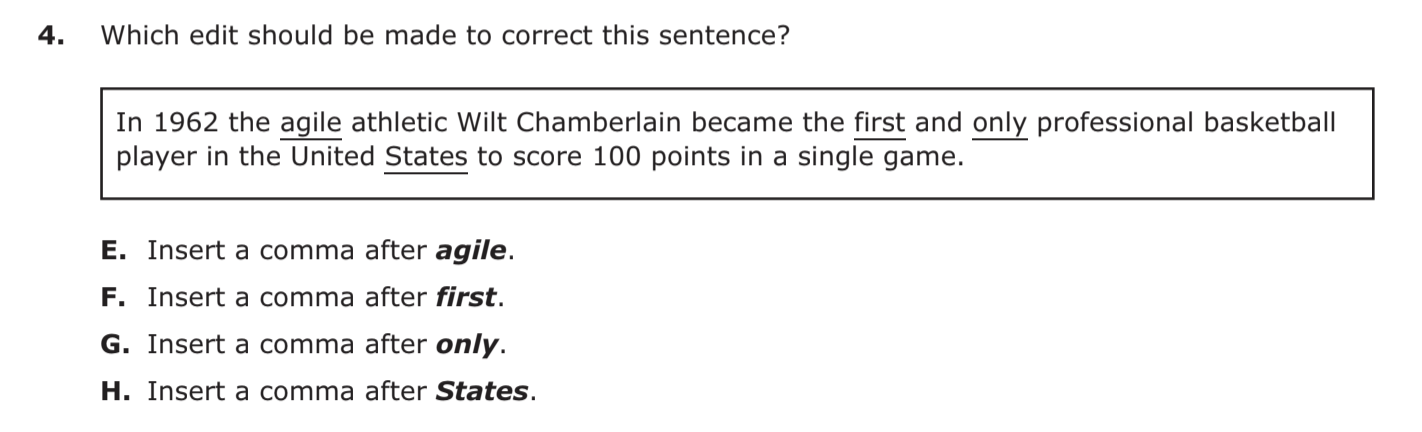 4. Which edit should be made to correct this sentence?
In 1962 the agile athletic Wilt Chamberlain became the first and only professional basketball
player in the United States to score 100 points in a single game.
E. Insert a comma after agile.
F. Insert a comma after first.
G. Insert a comma after only.
H. Insert a comma after States.